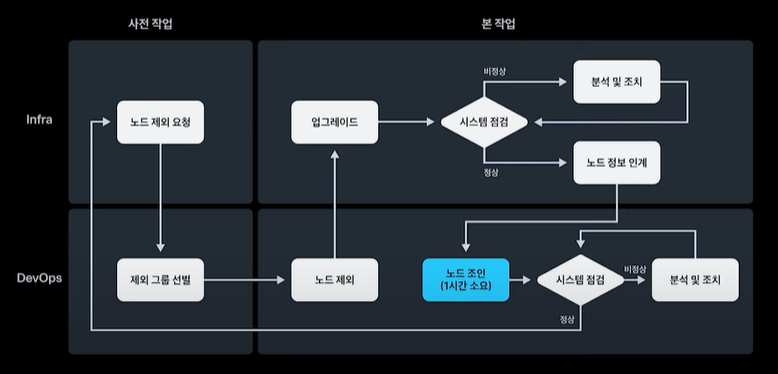 사전 작업
본 작업
Infra
노드 제외 요청
업그레이드
시스템 점검
비정상
분석 및 조치
정상
노드 정보 인계
DevOps
제외 그룹 선별
노드 제외
노드 조인
(1시간 소요)
시스템 점검
비정상
분석 및 조치
정상